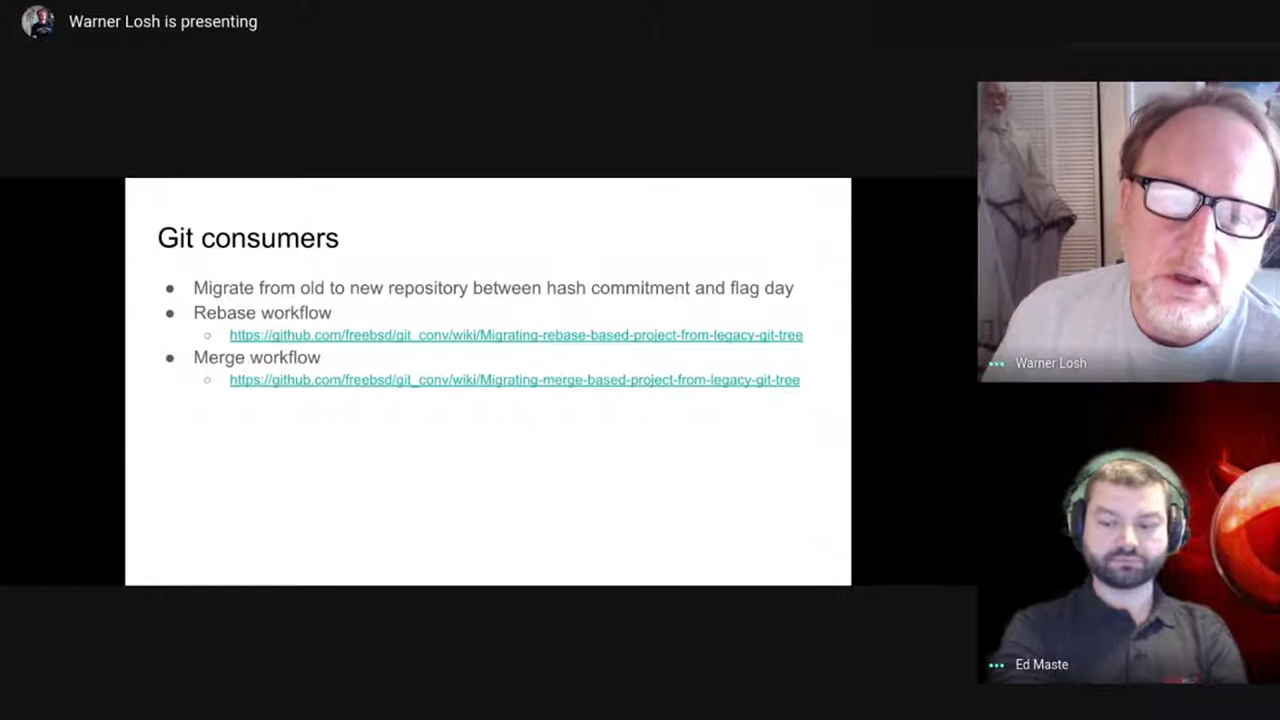 Warner Losh is presenting
Git consumers
● Migrate from old to new repository between hash commitment and flag day
● Rebase workflow
○ https://github.com/freebsd/git_conv/wiki/Migrating-rebase-based-project-from-legacy-git-tree
● Merge workflow
○ https://github.com/freebsd/git_conv/wiki/Migrating-merge-based-project-from-legacy-git-tree
Warner Losh
Ed Maste